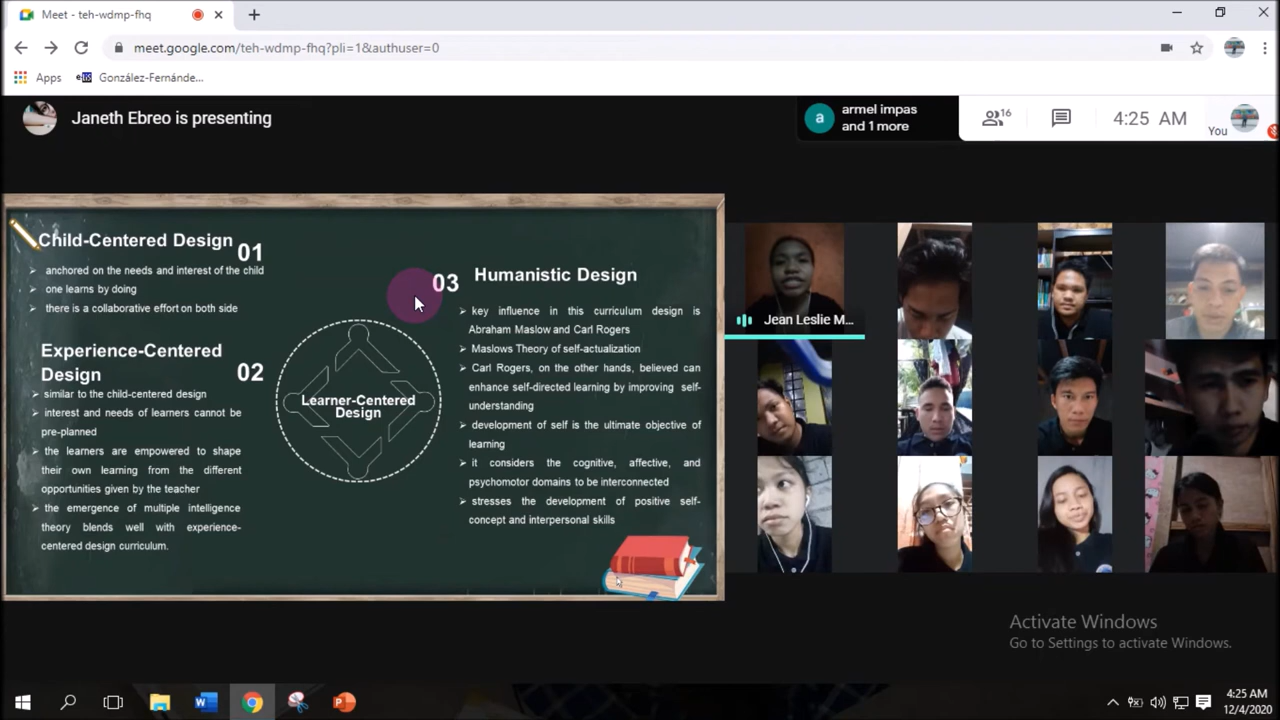 Meet - teh-wdmp-fhq
meet.google.com/teh-wdmp-fhq?pli=1&authuser=0
Apps
González-Fernánde...
Janeth Ebreo is presenting
a
armel impas
and 1 more
16
4:25 AM
You
Child-Centered Design
01
➢ anchored on the needs and interest of the child
➢ one learns by doing
➢ there is a collaborative effort on both side
Experience-Centered
Design
02
➢ similar to the child-centered design
➢ interest and needs of learners cannot be
pre-planned
➢ the learners are empowered to shape
their own learning from the different
opportunities given by the teacher
➢ the emergence of multiple intelligence
theory blends well with experience-
centered design curriculum.
Learner-Centered
Design
03
Humanistic Design
➢ key influence in this curriculum design is
Abraham Maslow and Carl Rogers
➢ Maslows Theory of self-actualization
➢ Carl Rogers, on the other hands, believed can
enhance self-directed learning by improving self-
understanding
➢ development of self is the ultimate objective of
learning
➢ it considers the cognitive, affective, and
psychomotor domains to be interconnected
➢ stresses the development of positive self-
concept and interpersonal skills
Jean Leslie M...
Activate Windows
Go to Settings to activate Windows.
4:25 AM
12/4/2020